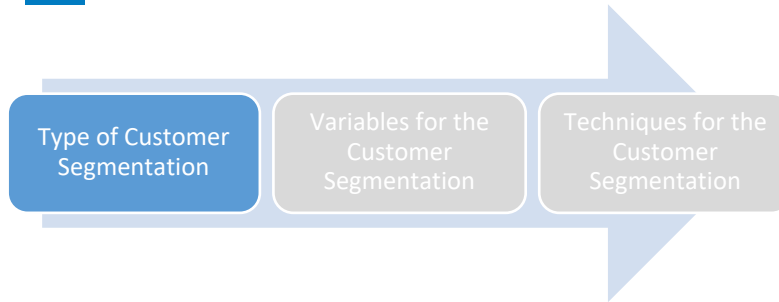 Type of Customer
Segmentation
Variables for the
Customer
Segmentation
Techniques for the
Customer
Segmentation